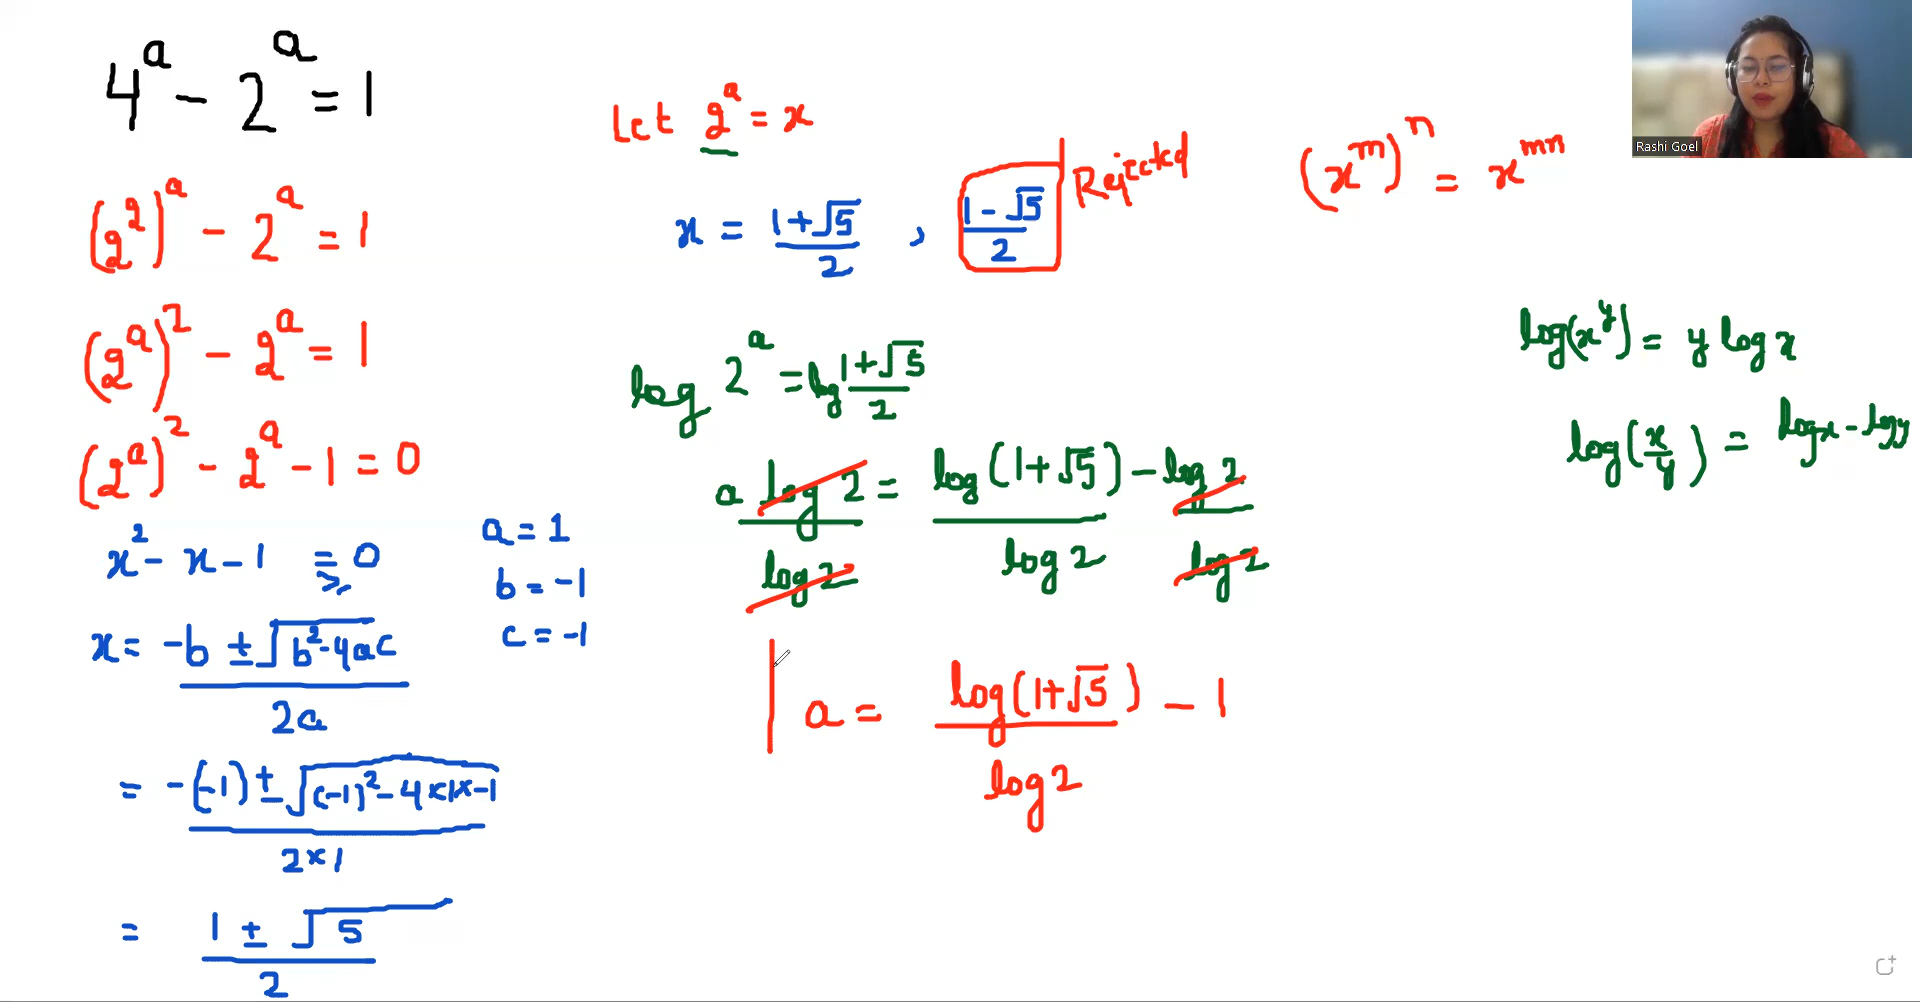 4^a - 2^a = 1
(2^2)^a - 2^a = 1
(2^a)^2 - 2^a = 1
(2^a)^2 - 2^a - 1 = 0
x^2 - x - 1 = 0
a = 1
b = -1
c = -1
x = (-b ± √(b^2 - 4ac)) / 2a
= (-(-1) ± √((-1)^2 - 4×1×-1)) / 2×1
= (1 ± √5) / 2
Let 2^a = x
x = (1+√5)/2 , (1-√5)/2 Rejected
log 2^a = log (1+√5)/2
a log 2 / log 2 = log(1+√5) / log 2 - log 2 / log 2
a = log(1+√5) / log 2 - 1
(x^m)^n = x^mn
log(x^y) = y log x
log(x/y) = log x - log y
Rashi Goel